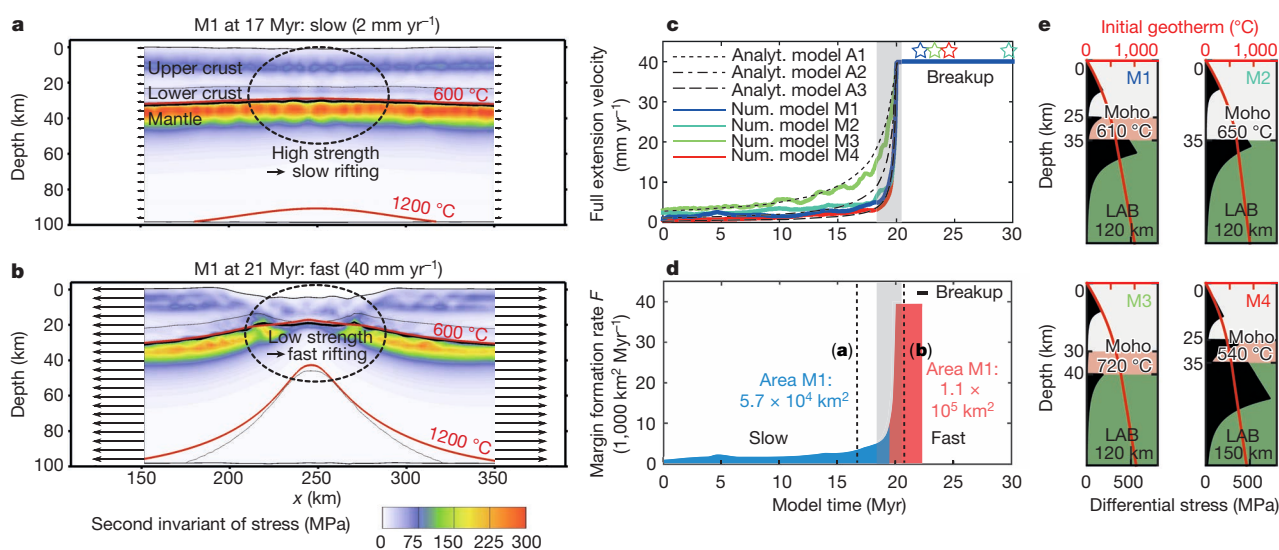 a
M1 at 17 Myr: slow (2 mm yr⁻¹)
0
20
40
60
80
100
Depth (km)
Upper crust
Lower crust
600 °C
Mantle
High strength
→ slow rifting
1200 °C
b
M1 at 21 Myr: fast (40 mm yr⁻¹)
0
20
40
60
80
100
Depth (km)
600 °C
Low strength
→ fast rifting
1200 °C
150 200 250 300 350
x (km)
Second invariant of stress (MPa)
0 75 150 225 300
c
Full extension velocity
(mm yr⁻¹)
40
30
20
10
0
Analyt. model A1
Analyt. model A2
Analyt. model A3
Num. model M1
Num. model M2
Num. model M3
Num. model M4
Breakup
0 5 10 15 20 25 30
d
Margin formation rate F
(1,000 km² Myr⁻¹)
40
30
20
10
0
Breakup
(a)
(b)
Area M1:
5.7 × 10⁴ km²
Area M1:
1.1 ×
10⁵ km²
Slow
Fast
0 5 10 15 20 25 30
Model time (Myr)
e
Initial geotherm (°C)
0 1,000 0 1,000
Depth (km)
0
25
35
M1
Moho
610 °C
LAB
120 km
0
35
M2
Moho
650 °C
LAB
120 km
Depth (km)
0
30
40
M3
Moho
720 °C
LAB
120 km
0
25
35
M4
Moho
540 °C
LAB
150 km
0 500 0 500
Differential stress (MPa)